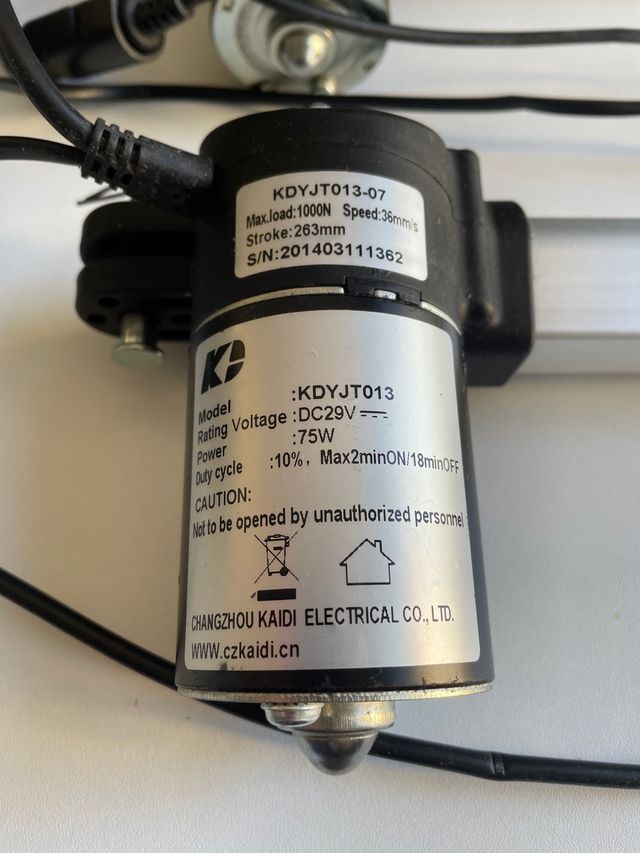 KDYJT013-07
Max.load:1000N Speed:36mm/s
Stroke:263mm
S/N:201403111362
KD
Model :KDYJT013
Rating Voltage :DC29V
Power :75W
Duty cycle :10%, Max2minON/18minOFF
CAUTION:
Not to be opened by unauthorized personnel
CHANGZHOU KAIDI ELECTRICAL CO., LTD.
WWW.czkaidi.cn